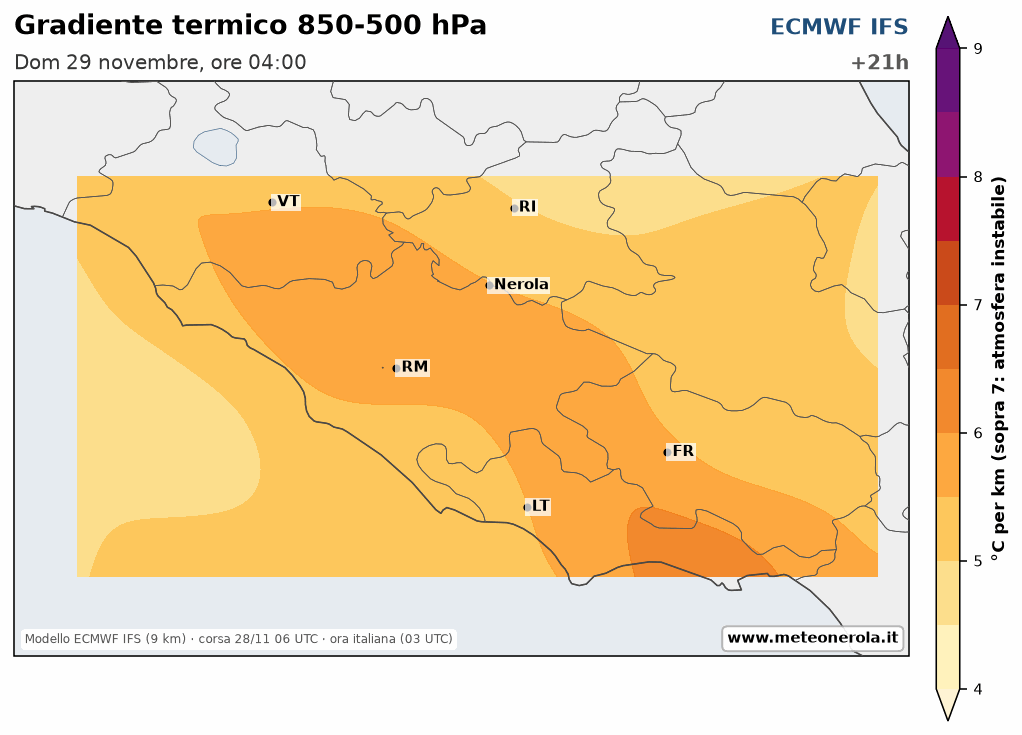 Gradiente termico 850-500 hPa
ECMWF IFS
Dom 29 novembre, ore 04:00
+21h
VT
RI
Nerola
RM
FR
LT
9
8
7
6
5
4
°C per km (sopra 7: atmosfera instabile)
Modello ECMWF IFS (9 km) · corsa 28/11 06 UTC · ora italiana (03 UTC)
www.meteonerola.it